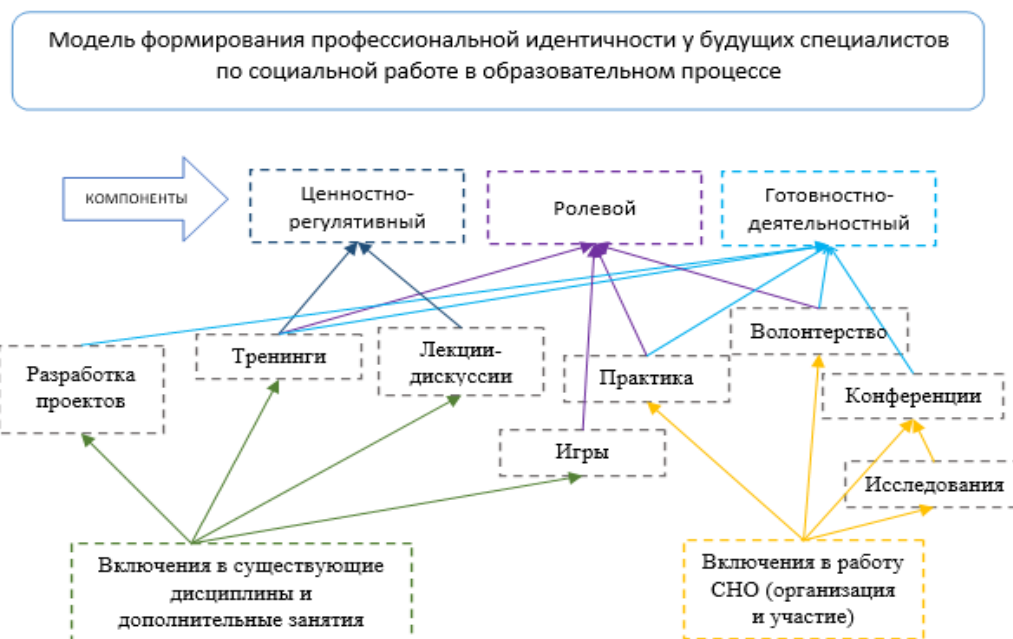 Модель формирования профессиональной идентичности у будущих специалистов
по социальной работе в образовательном процессе
КОМПОНЕНТЫ
Ценностно-
регулятивный
Ролевой
Готовностно-
деятельностный
Разработка
проектов
Тренинги
Лекции-
дискуссии
Игры
Практика
Волонтерство
Конференции
Исследования
Включения в существующие
дисциплины и
дополнительные занятия
Включения в работу
СНО (организация
и участие)